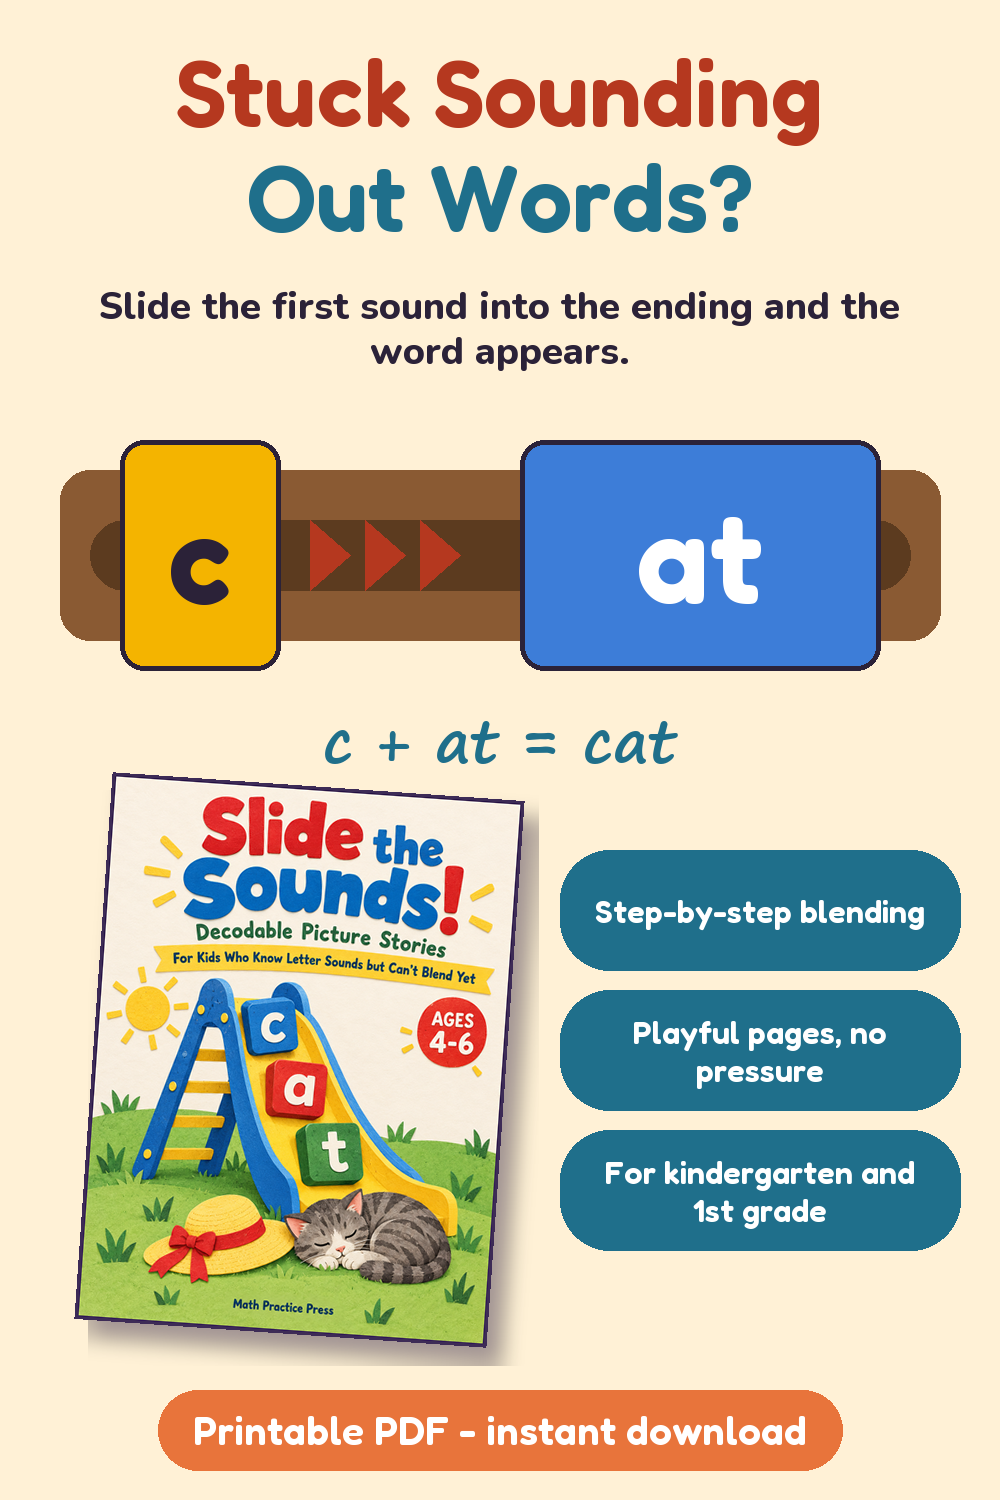 Stuck Sounding
Out Words?
Slide the first sound into the ending and the
word appears.
c
at
c + at = cat
Slide the
Sounds!
Decodable Picture Stories
For Kids Who Know Letter Sounds but Can't Blend Yet
AGES
4-6
c
a
t
Math Practice Press
Step-by-step blending
Playful pages, no
pressure
For kindergarten and
1st grade
Printable PDF - instant download